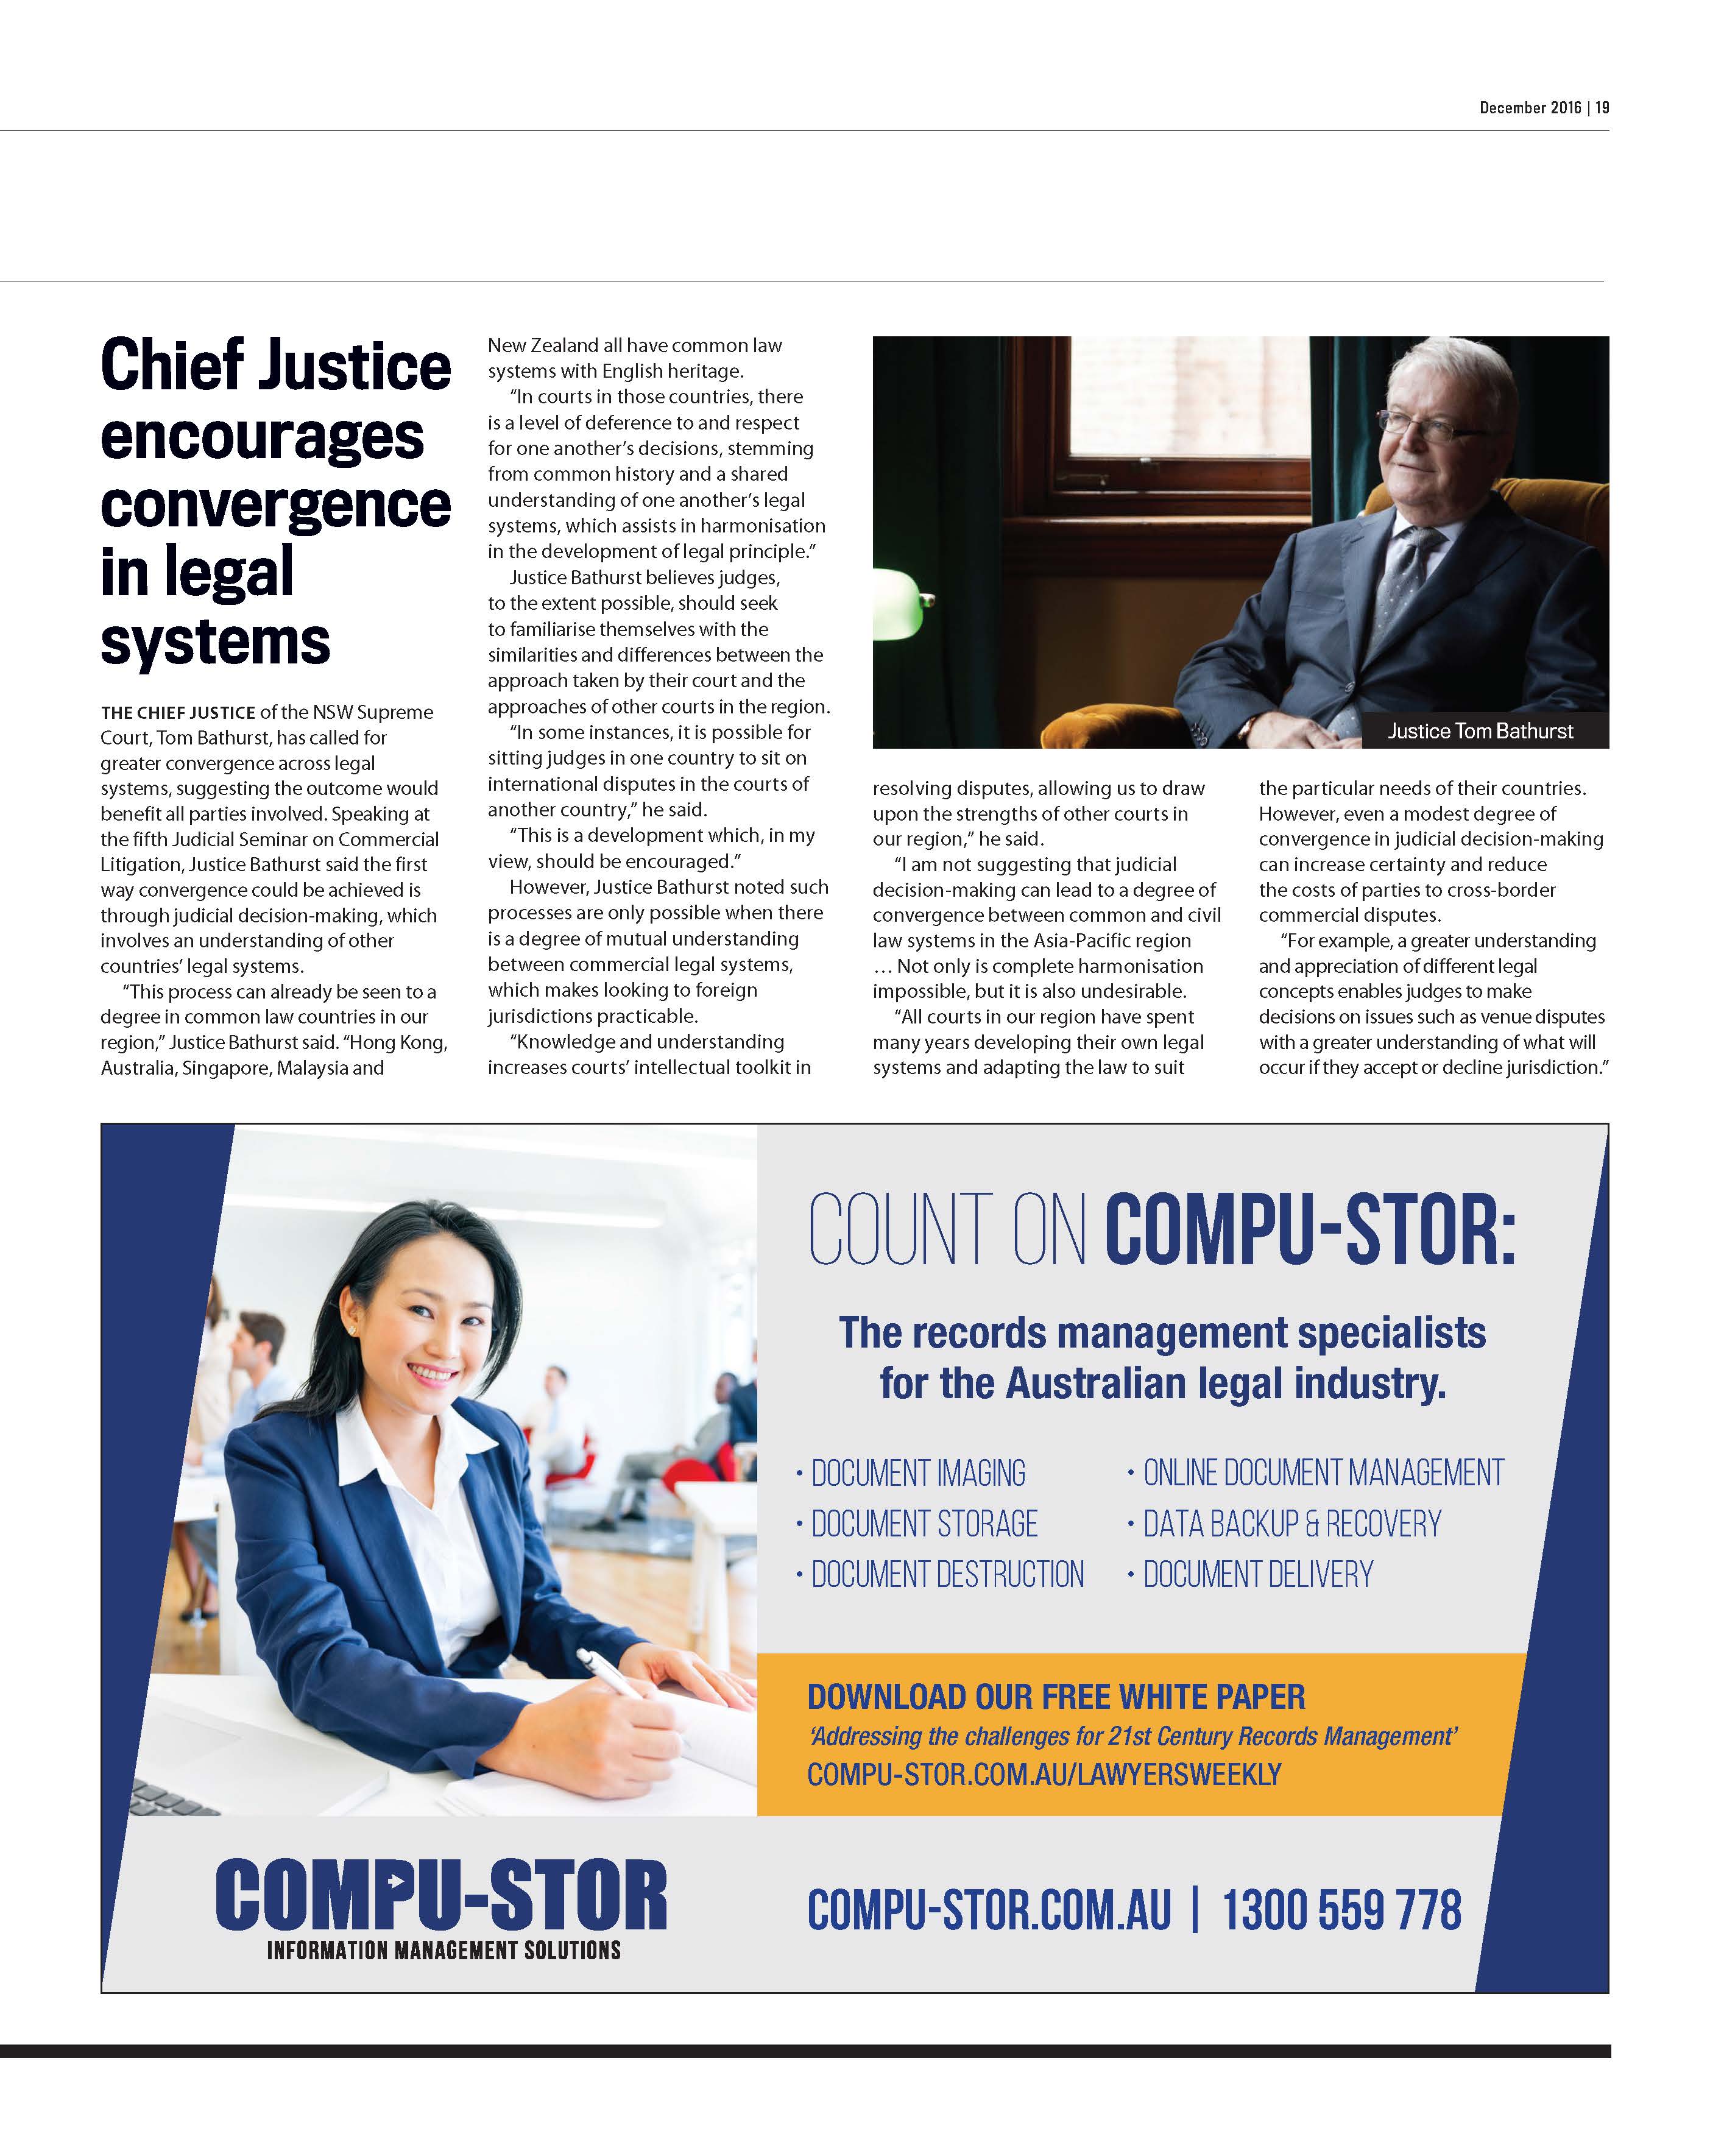 December 2016 | 19
Chief Justice
encourages
convergence
in legal
systems
THE CHIEF JUSTICE of the NSW Supreme
Court, Tom Bathurst, has called for
greater convergence across legal
systems, suggesting the outcome would
benefit all parties involved. Speaking at
the fifth Judicial Seminar on Commercial
Litigation, Justice Bathurst said the first
way convergence could be achieved is
through judicial decision-making, which
involves an understanding of other
countries’ legal systems.
“This process can already be seen to a
degree in common law countries in our
region,” Justice Bathurst said. “Hong Kong,
Australia, Singapore, Malaysia and
New Zealand all have common law
systems with English heritage.
“In courts in those countries, there
is a level of deference to and respect
for one another’s decisions, stemming
from common history and a shared
understanding of one another’s legal
systems, which assists in harmonisation
in the development of legal principle.”
Justice Bathurst believes judges,
to the extent possible, should seek
to familiarise themselves with the
similarities and differences between the
approach taken by their court and the
approaches of other courts in the region.
“In some instances, it is possible for
sitting judges in one country to sit on
international disputes in the courts of
another country,” he said.
“This is a development which, in my
view, should be encouraged.”
However, Justice Bathurst noted such
processes are only possible when there
is a degree of mutual understanding
between commercial legal systems,
which makes looking to foreign
jurisdictions practicable.
“Knowledge and understanding
increases courts’ intellectual toolkit in
Justice Tom Bathurst
resolving disputes, allowing us to draw
upon the strengths of other courts in
our region,” he said.
“I am not suggesting that judicial
decision-making can lead to a degree of
convergence between common and civil
law systems in the Asia-Pacific region
… Not only is complete harmonisation
impossible, but it is also undesirable.
“All courts in our region have spent
many years developing their own legal
systems and adapting the law to suit
the particular needs of their countries.
However, even a modest degree of
convergence in judicial decision-making
can increase certainty and reduce
the costs of parties to cross-border
commercial disputes.
“For example, a greater understanding
and appreciation of different legal
concepts enables judges to make
decisions on issues such as venue disputes
with a greater understanding of what will
occur if they accept or decline jurisdiction.”
COUNT ON COMPU-STOR:
The records management specialists
for the Australian legal industry.
• DOCUMENT IMAGING
• DOCUMENT STORAGE
• DOCUMENT DESTRUCTION
• ONLINE DOCUMENT MANAGEMENT
• DATA BACKUP & RECOVERY
• DOCUMENT DELIVERY
DOWNLOAD OUR FREE WHITE PAPER
‘Addressing the challenges for 21st Century Records Management’
COMPU-STOR.COM.AU/LAWYERSWEEKLY
COMPU-STOR
INFORMATION MANAGEMENT SOLUTIONS
COMPU-STOR.COM.AU | 1300 559 778